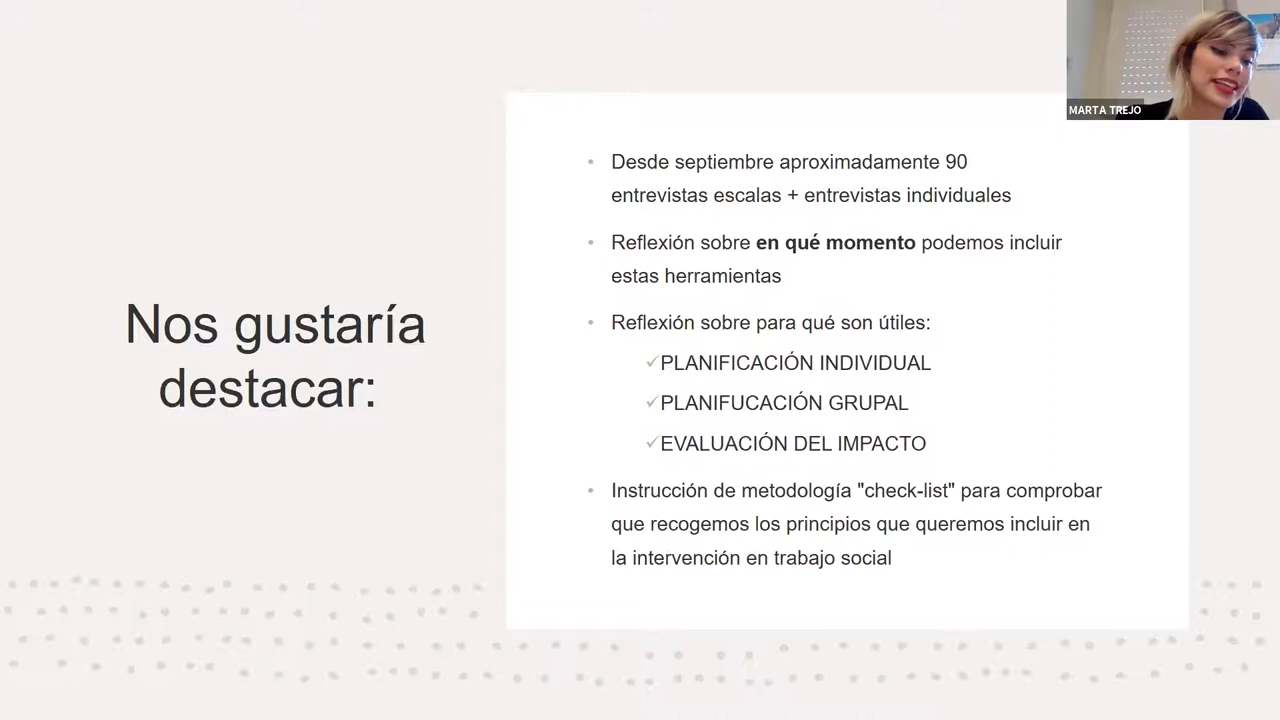 MARTA TREJO
Nos gustaría
destacar:
• Desde septiembre aproximadamente 90
entrevistas escalas + entrevistas individuales
• Reflexión sobre en qué momento podemos incluir
estas herramientas
• Reflexión sobre para qué son útiles:
✓PLANIFICACIÓN INDIVIDUAL
✓PLANIFUCACIÓN GRUPAL
✓EVALUACIÓN DEL IMPACTO
• Instrucción de metodología "check-list" para comprobar
que recogemos los principios que queremos incluir en
la intervención en trabajo social